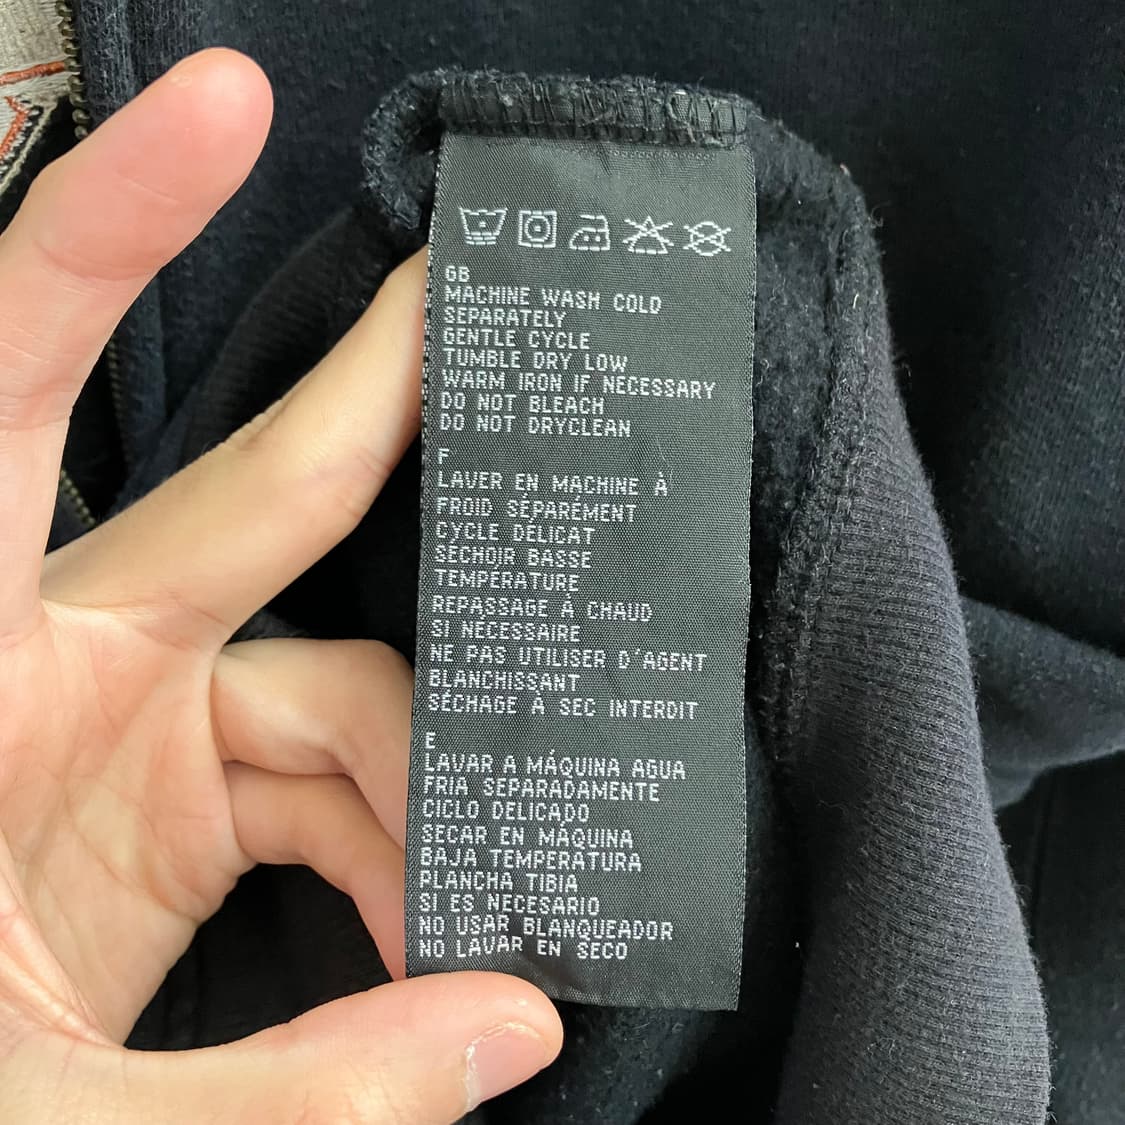 GB
MACHINE WASH COLD
SEPARATELY
GENTLE CYCLE
TUMBLE DRY LOW
WARM IRON IF NECESSARY
DO NOT BLEACH
DO NOT DRYCLEAN
F
LAVER EN MACHINE À
FROID SÉPARÉMENT
CYCLE DÉLICAT
SÉCHOIR BASSE
TEMPÉRATURE
REPASSAGE À CHAUD
SI NÉCESSAIRE
NE PAS UTILISER D'AGENT
BLANCHISSANT
SÉCHAGE À SEC INTERDIT
E
LAVAR A MÁQUINA AGUA
FRIA SEPARADAMENTE
CICLO DELICADO
SECAR EN MÁQUINA
BAJA TEMPERATURA
PLANCHA TIBIA
SI ES NECESARIO
NO USAR BLANQUEADOR
NO LAVAR EN SECO